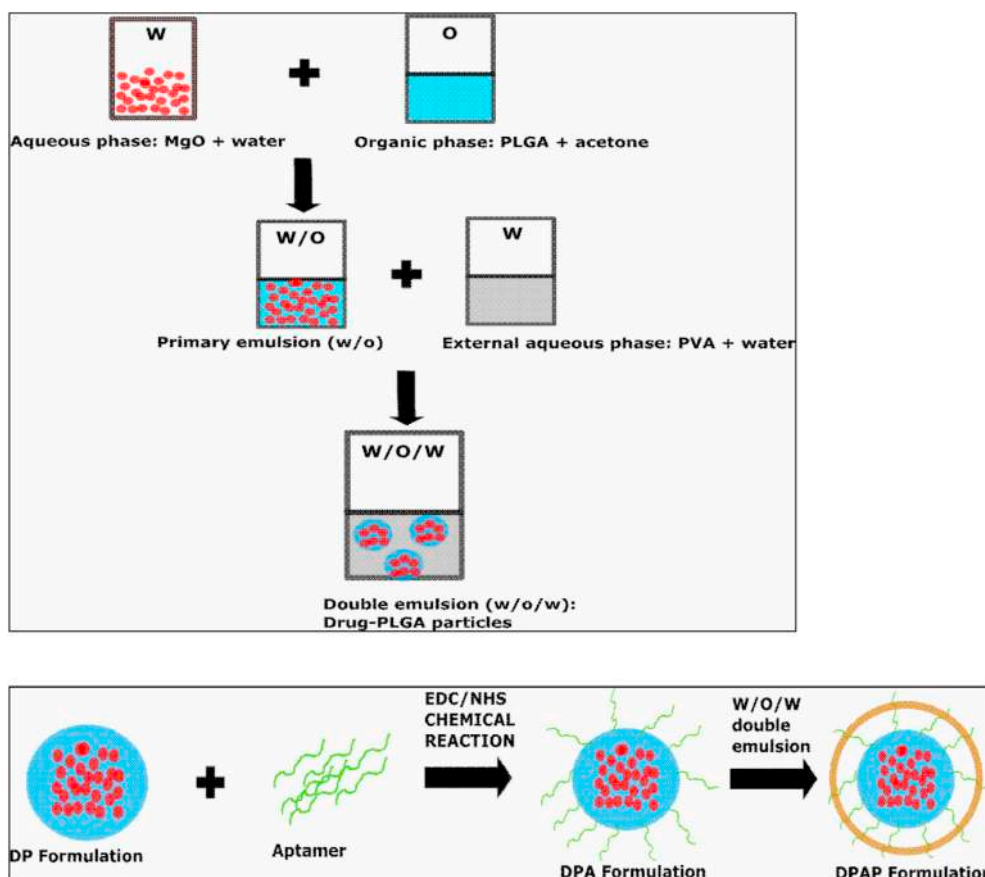 W
O
Aqueous phase: MgO + water
Organic phase: PLGA + acetone
W/O
W
Primary emulsion (w/o)
External aqueous phase: PVA + water
W/O/W
Double emulsion (w/o/w):
Drug-PLGA particles
EDC/NHS
CHEMICAL
REACTION
W/O/W
double
emulsion
DP Formulation
Aptamer
DPA Formulation
DPAP Formulation